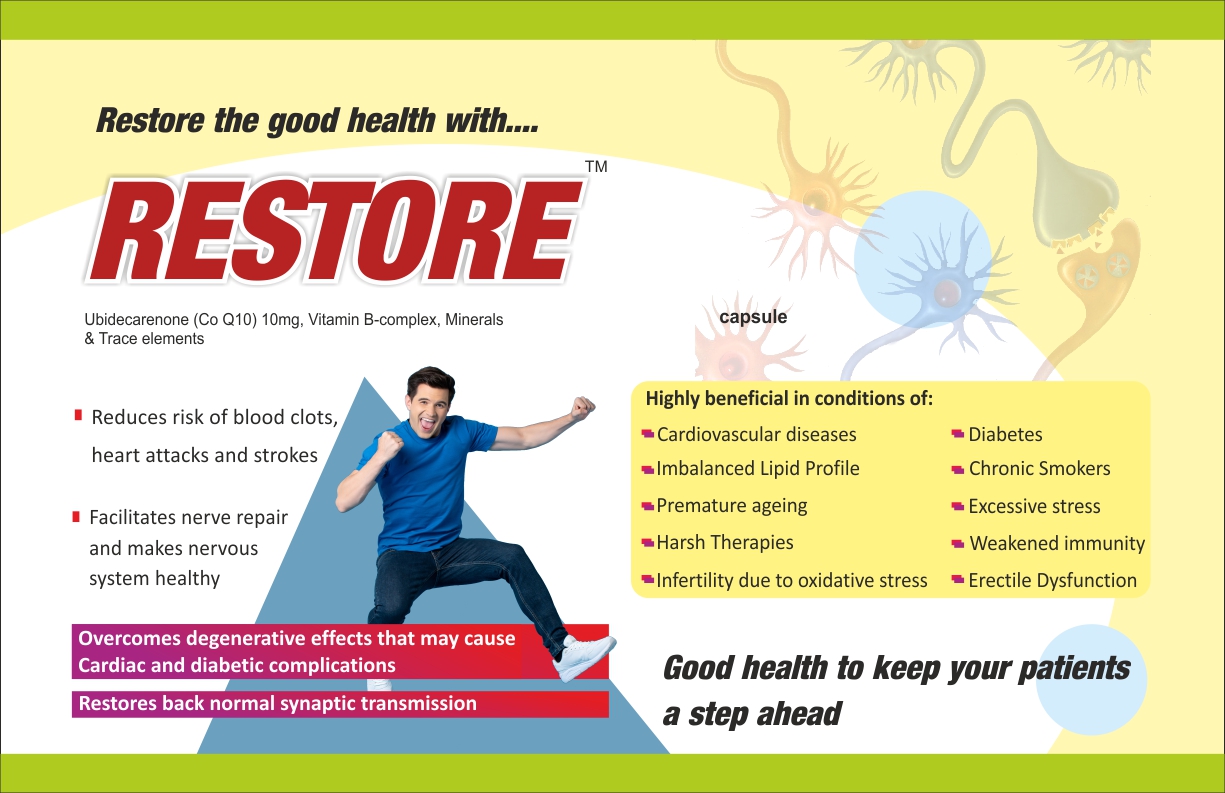 Restore the good health with....
RESTORE TM
Ubidecarenone (Co Q10) 10mg, Vitamin B-complex, Minerals
& Trace elements
capsule
Reduces risk of blood clots,
heart attacks and strokes
Facilitates nerve repair
and makes nervous
system healthy
Overcomes degenerative effects that may cause
Cardiac and diabetic complications
Restores back normal synaptic transmission
Highly beneficial in conditions of:
Cardiovascular diseases
Imbalanced Lipid Profile
Premature ageing
Harsh Therapies
Infertility due to oxidative stress
Diabetes
Chronic Smokers
Excessive stress
Weakened immunity
Erectile Dysfunction
Good health to keep your patients
a step ahead